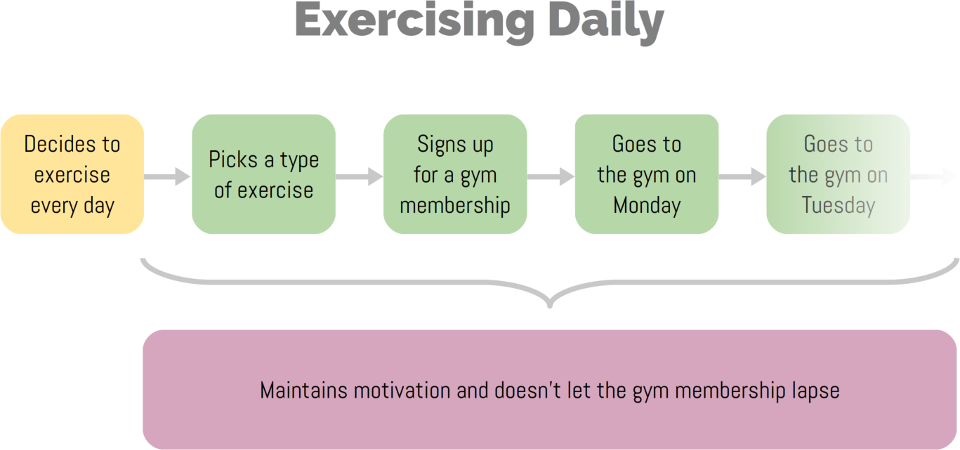 Exercising Daily
Decides to
exercise
every day
Picks a type
of exercise
Signs up
for a gym
membership
Goes to
the gym on
Monday
Goes to
the gym on
Tuesday
Maintains motivation and doesn't let the gym membership lapse